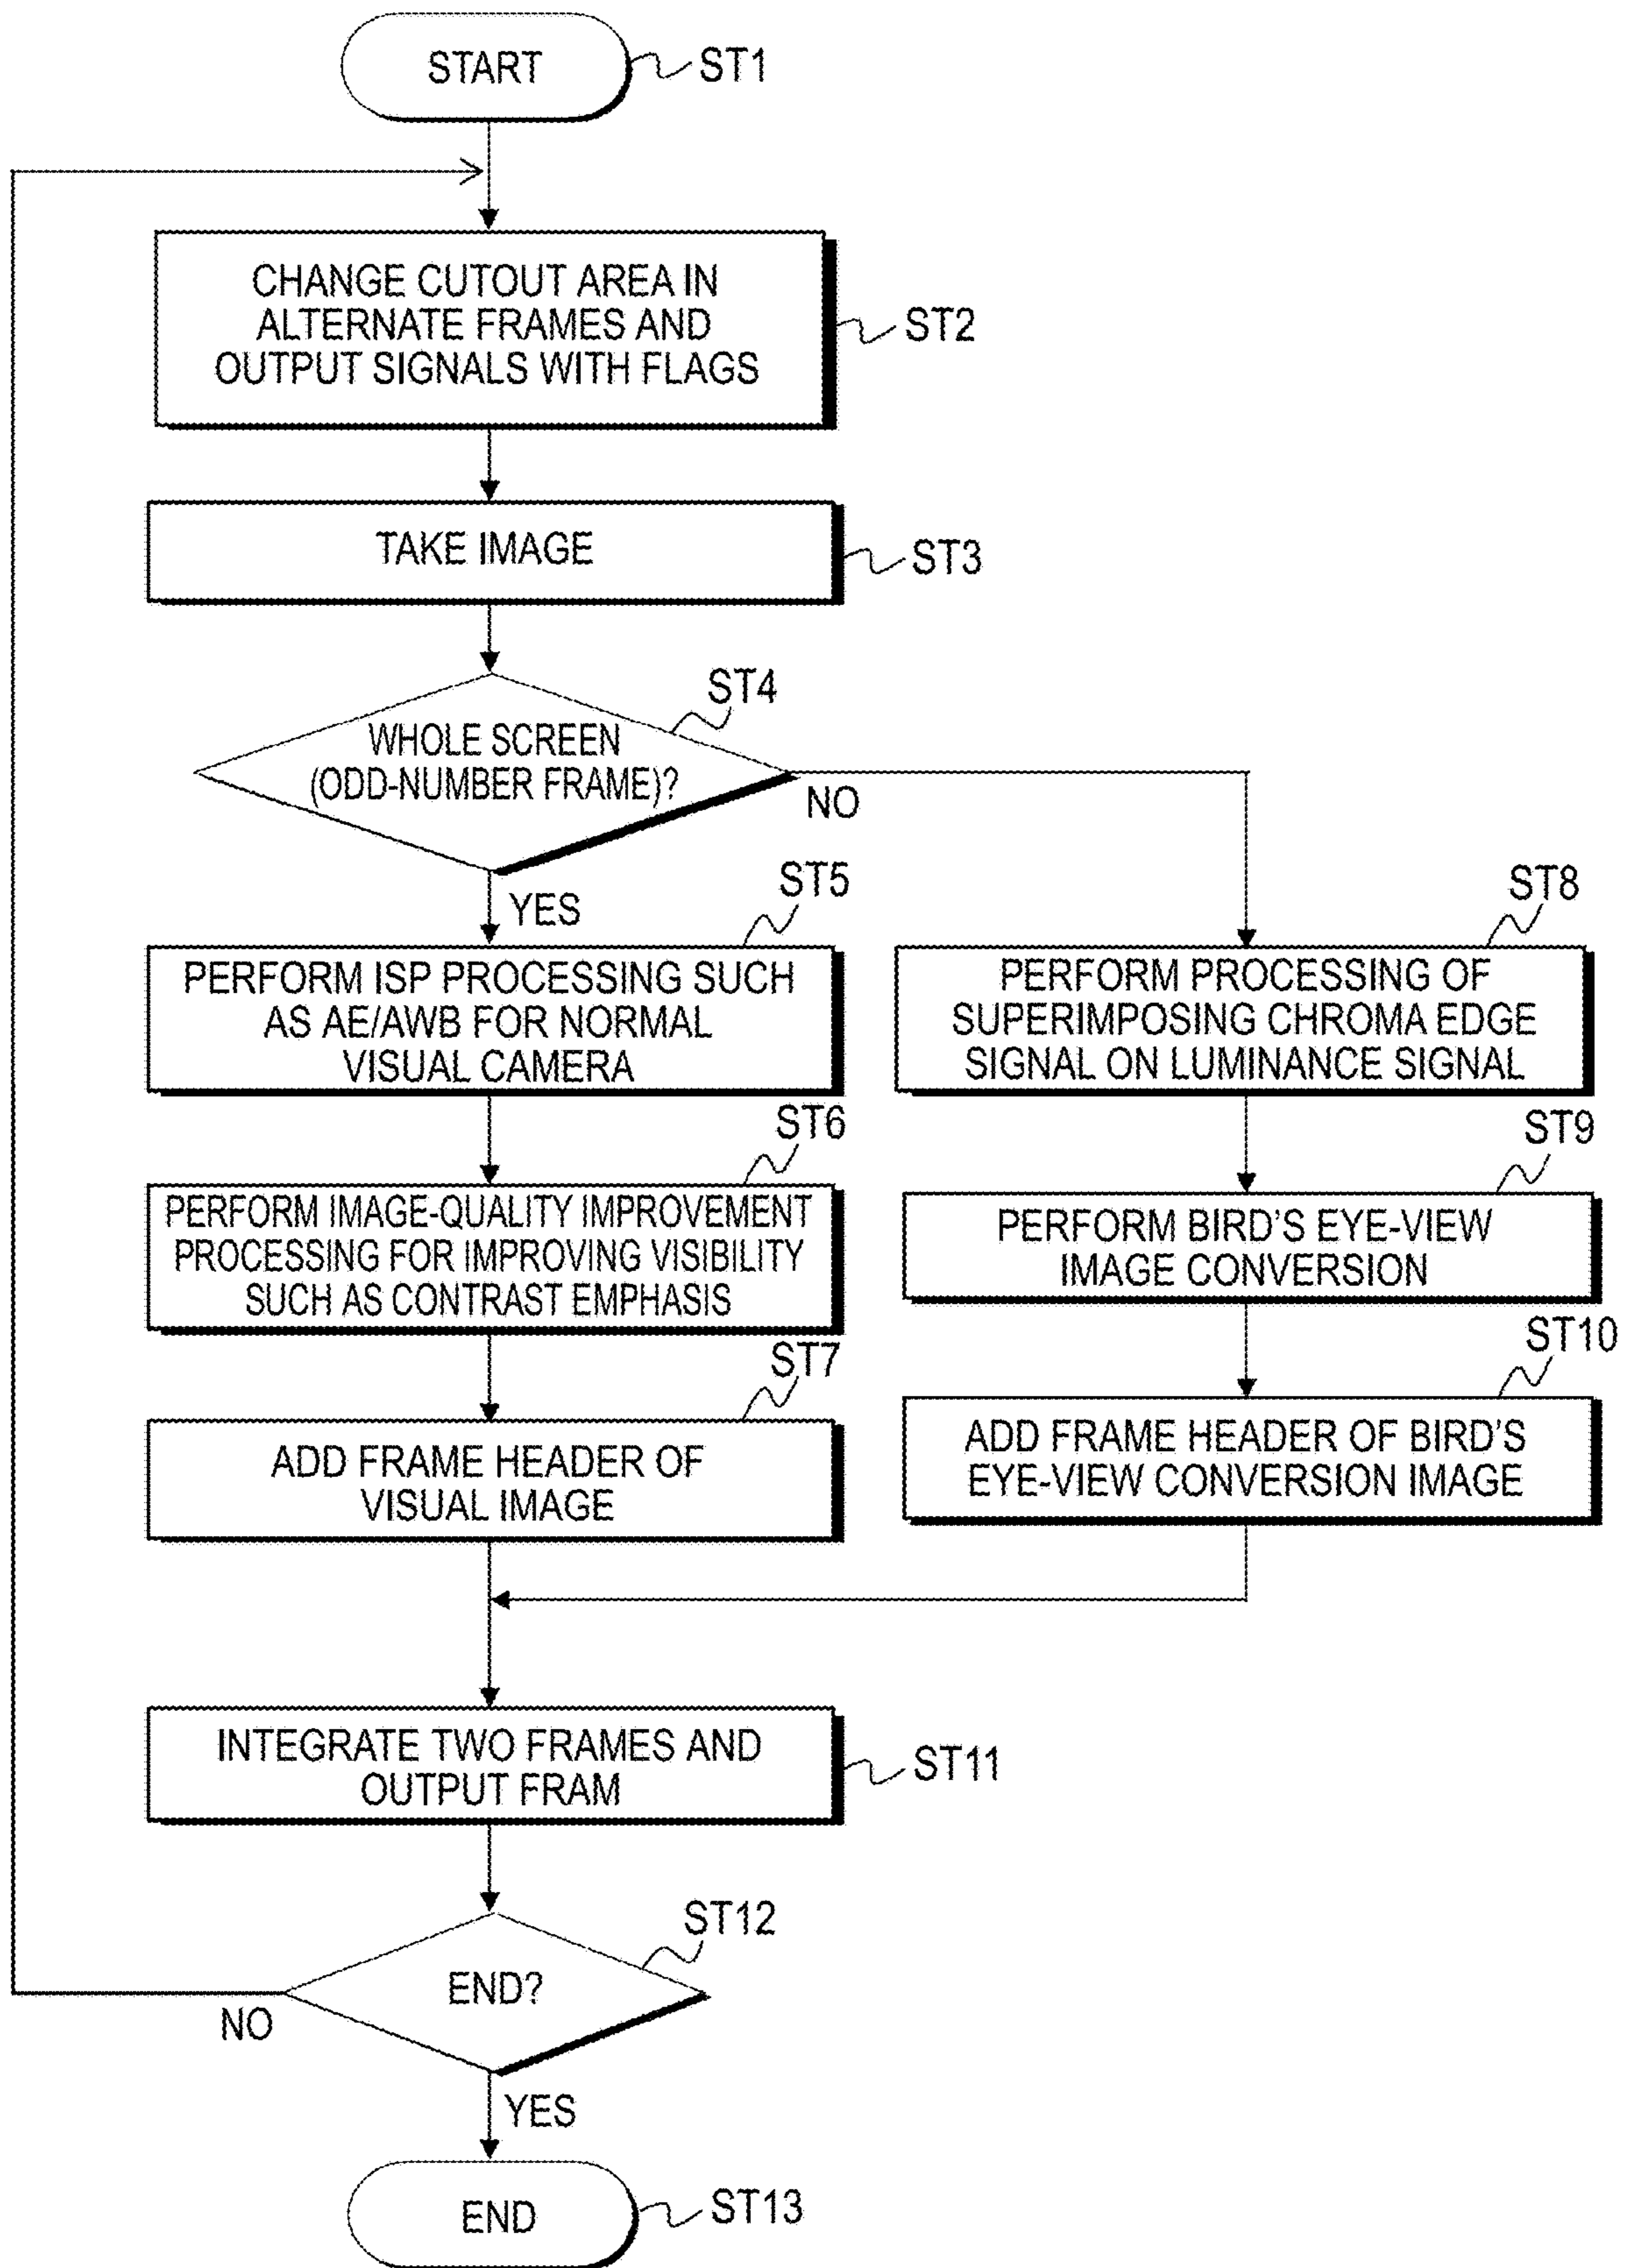 START
ST1
CHANGE CUTOUT AREA IN
ALTERNATE FRAMES AND
OUTPUT SIGNALS WITH FLAGS
ST2
TAKE IMAGE
ST3
ST4
WHOLE SCREEN
(ODD-NUMBER FRAME)?
NO
YES
ST5
PERFORM ISP PROCESSING SUCH
AS AE/AWB FOR NORMAL
VISUAL CAMERA
ST6
PERFORM IMAGE-QUALITY IMPROVEMENT
PROCESSING FOR IMPROVING VISIBILITY
SUCH AS CONTRAST EMPHASIS
ST7
ADD FRAME HEADER OF
VISUAL IMAGE
ST8
PERFORM PROCESSING OF
SUPERIMPOSING CHROMA EDGE
SIGNAL ON LUMINANCE SIGNAL
ST9
PERFORM BIRD'S EYE-VIEW
IMAGE CONVERSION
ST10
ADD FRAME HEADER OF BIRD'S
EYE-VIEW CONVERSION IMAGE
INTEGRATE TWO FRAMES AND
OUTPUT FRAM
ST11
ST12
END?
NO
YES
END
ST13